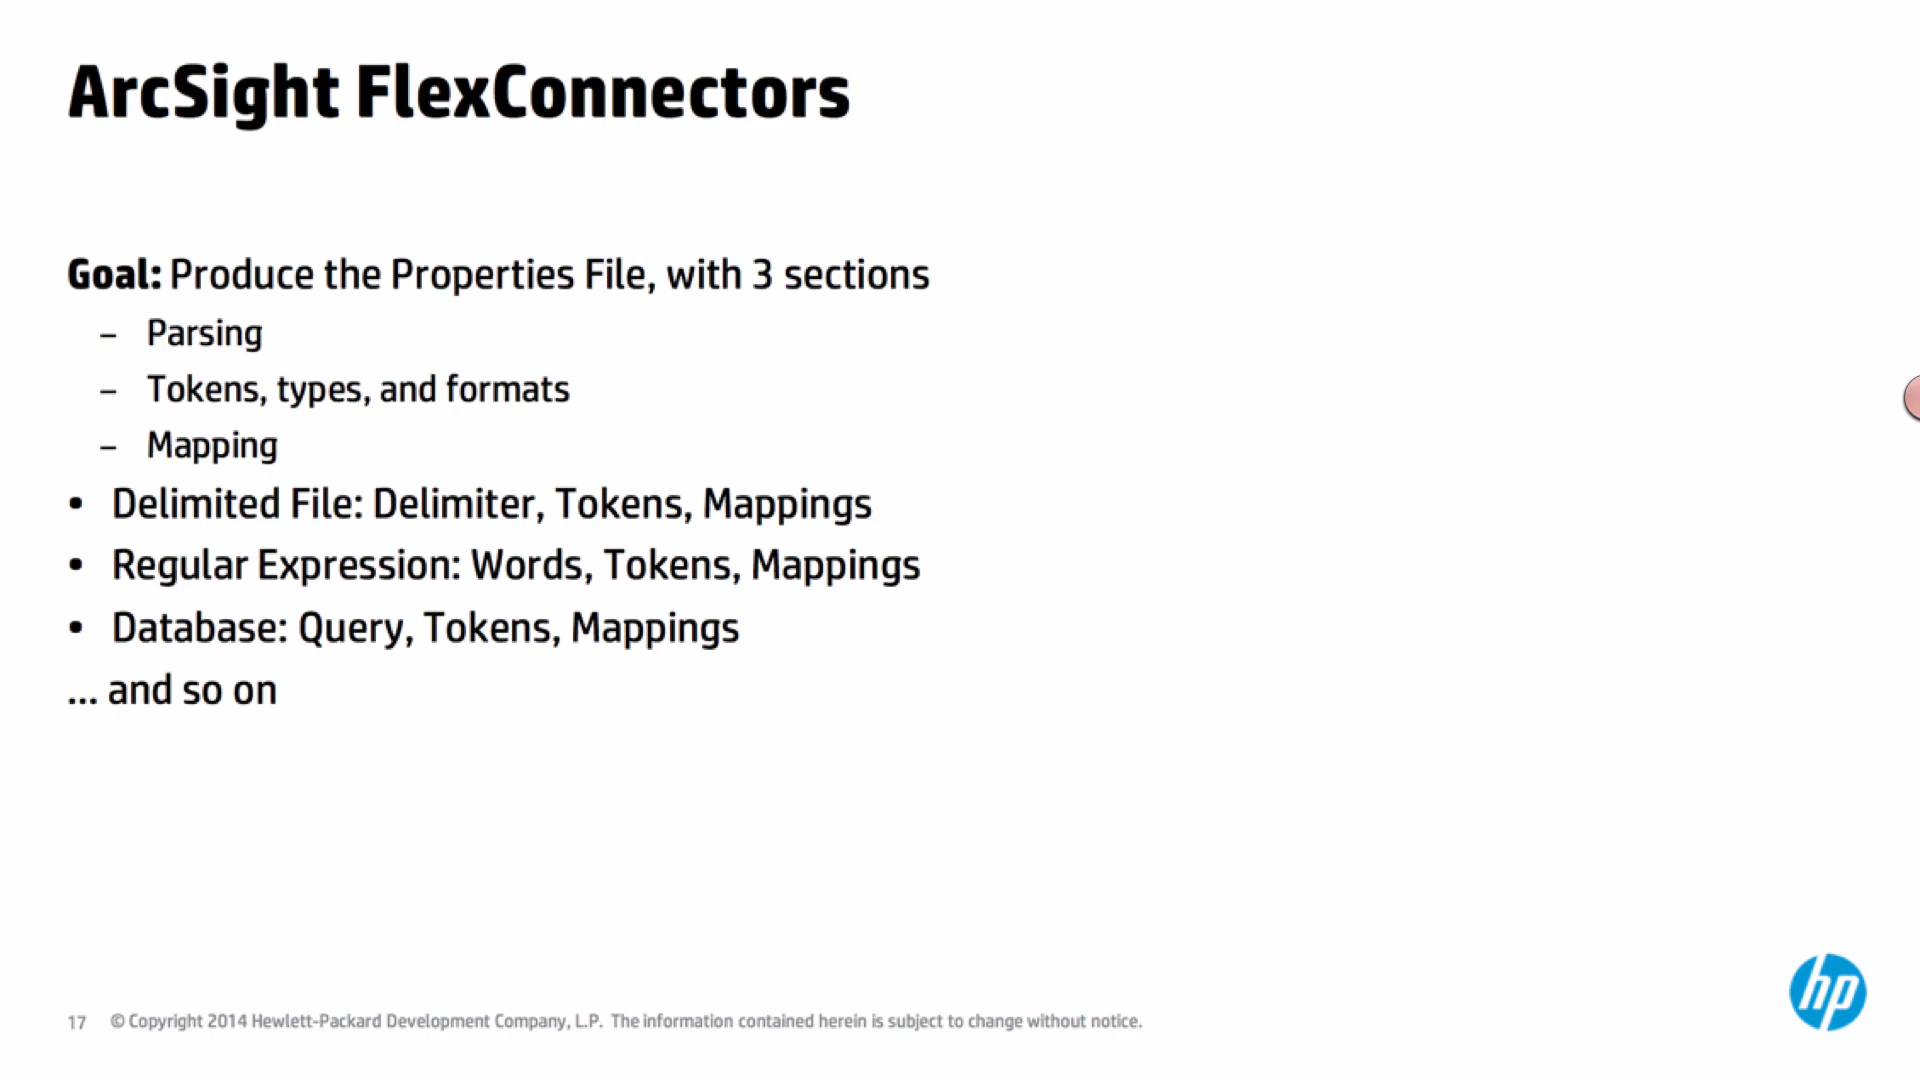 ArcSight FlexConnectors
Goal: Produce the Properties File, with 3 sections
– Parsing
– Tokens, types, and formats
– Mapping
• Delimited File: Delimiter, Tokens, Mappings
• Regular Expression: Words, Tokens, Mappings
• Database: Query, Tokens, Mappings
... and so on
hp
17 © Copyright 2014 Hewlett-Packard Development Company, L.P. The information contained herein is subject to change without notice.